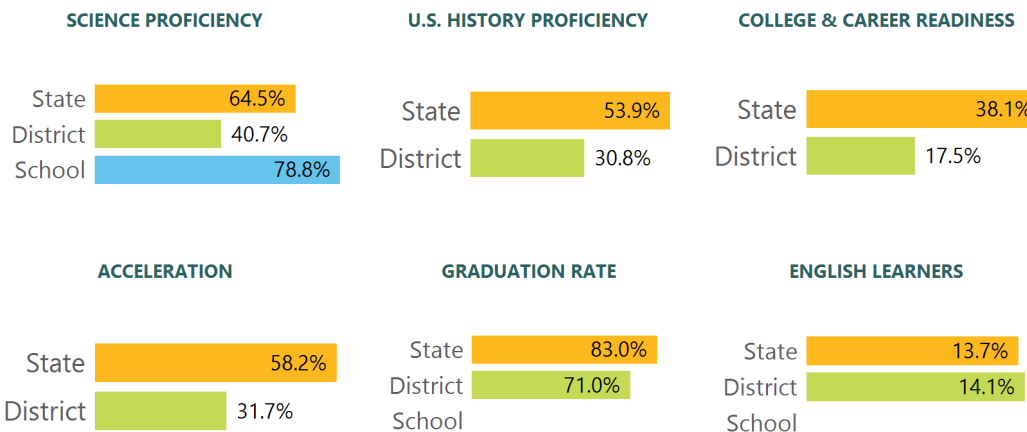 SCIENCE PROFICIENCY
State 64.5%
District 40.7%
School 78.8%
U.S. HISTORY PROFICIENCY
State 53.9%
District 30.8%
COLLEGE & CAREER READINESS
State 38.1%
District 17.5%
ACCELERATION
State 58.2%
District 31.7%
GRADUATION RATE
State 83.0%
District 71.0%
School
ENGLISH LEARNERS
State 13.7%
District 14.1%
School